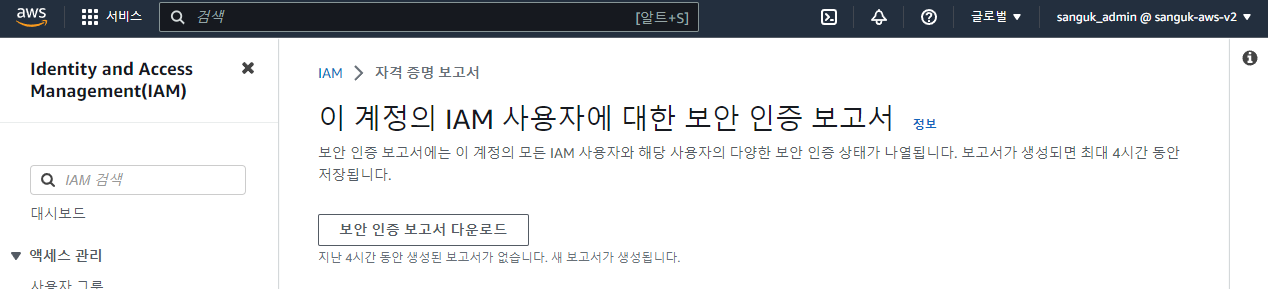 aws 서비스 검색 [알트+S] 글로벌 ▼ sanguk_admin @ sanguk-aws-v2 ▼
Identity and Access
Management(IAM)
IAM 검색
대시보드
▼ 액세스 관리
사용자 그룹
IAM > 자격 증명 보고서
이 계정의 IAM 사용자에 대한 보안 인증 보고서 정보
보안 인증 보고서에는 이 계정의 모든 IAM 사용자와 해당 사용자의 다양한 보안 인증 상태가 나열됩니다. 보고서가 생성되면 최대 4시간 동안
저장됩니다.
보안 인증 보고서 다운로드
지난 4시간 동안 생성된 보고서가 없습니다. 새 보고서가 생성됩니다.